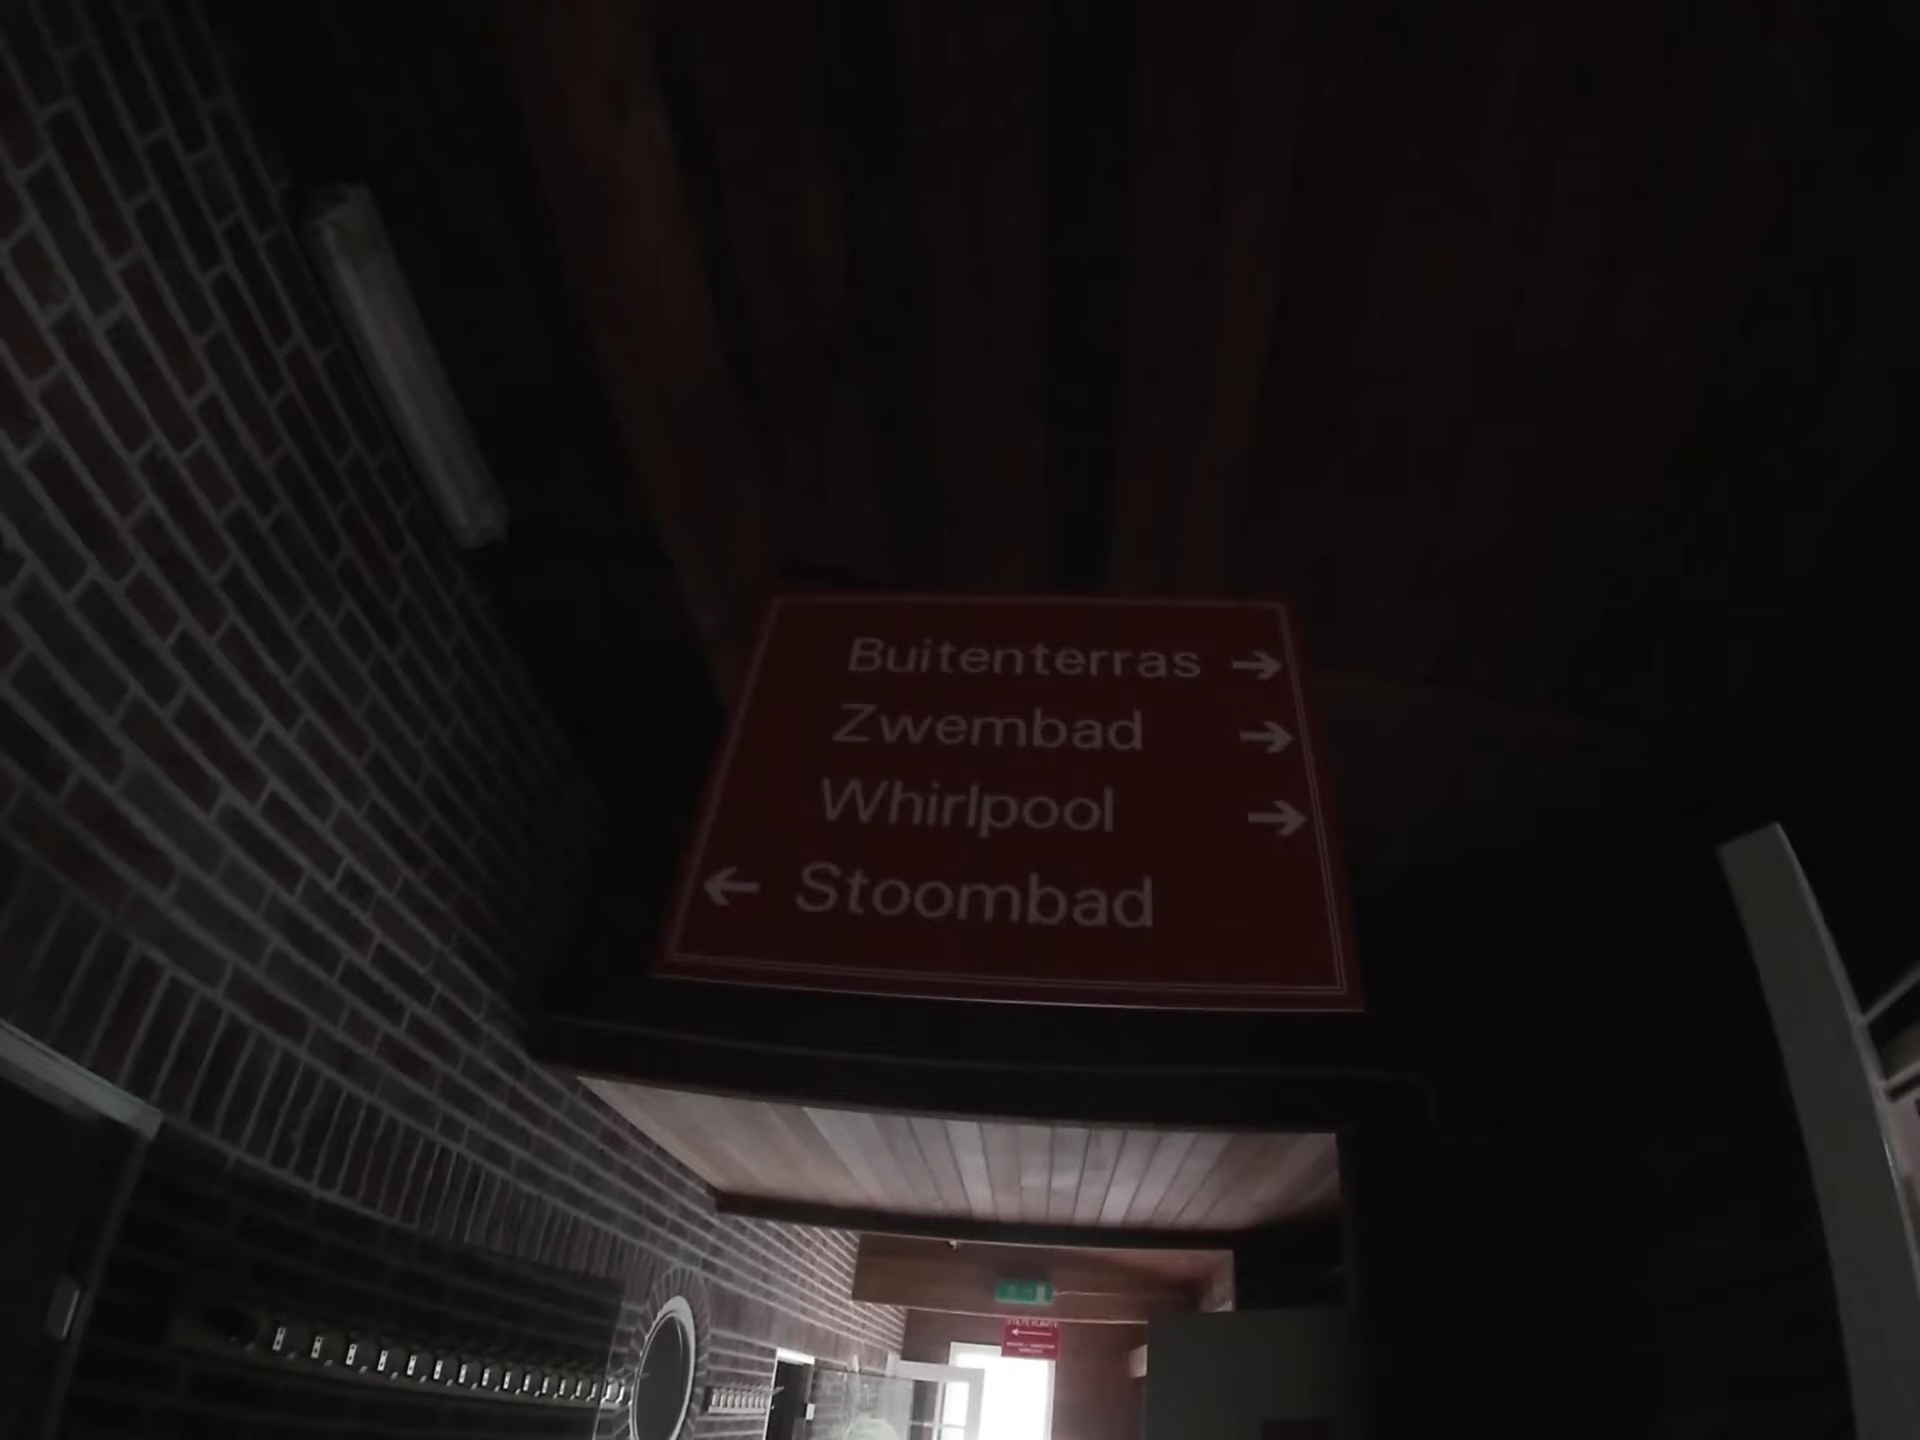 Buitenterras →
Zwembad →
Whirlpool →
← Stoombad